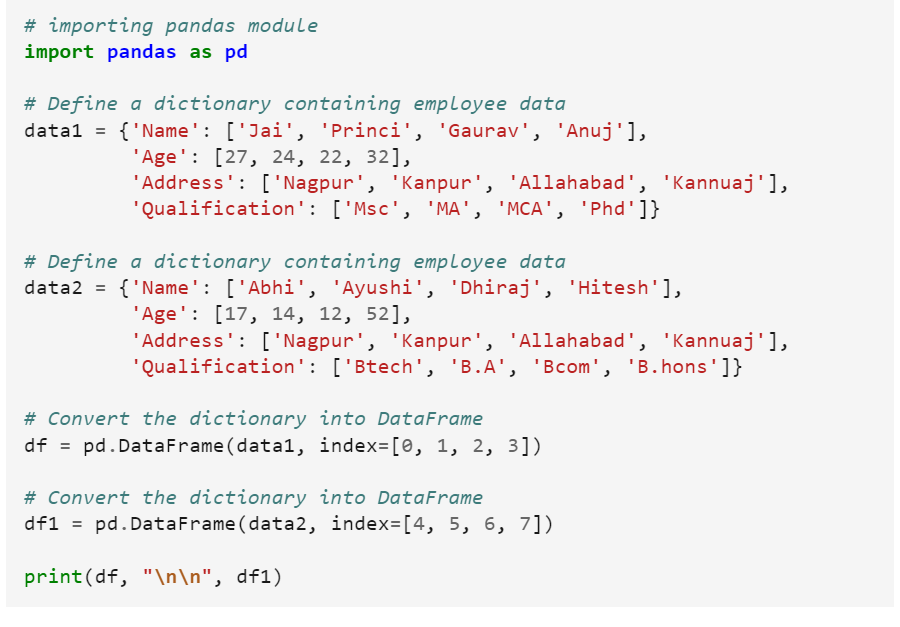 # importing pandas module
import pandas as pd
# Define a dictionary containing employee data
data1 = {'Name': ['Jai', 'Princi', 'Gaurav', 'Anuj'],
'Age': [27, 24, 22, 32],
'Address': ['Nagpur', 'Kanpur', 'Allahabad', 'Kannuaj'],
'Qualification': ['Msc', 'MA', 'MCA', 'Phd']}
# Define a dictionary containing employee data
data2 = {'Name': ['Abhi', 'Ayushi', 'Dhiraj', 'Hitesh'],
'Age': [17, 14, 12, 52],
'Address': ['Nagpur', 'Kanpur', 'Allahabad', 'Kannuaj'],
'Qualification': ['Btech', 'B.A', 'Bcom', 'B.hons']}
# Convert the dictionary into DataFrame
df = pd.DataFrame(data1, index=[0, 1, 2, 3])
# Convert the dictionary into DataFrame
df1 = pd.DataFrame(data2, index=[4, 5, 6, 7])
print(df, "\n\n", df1)